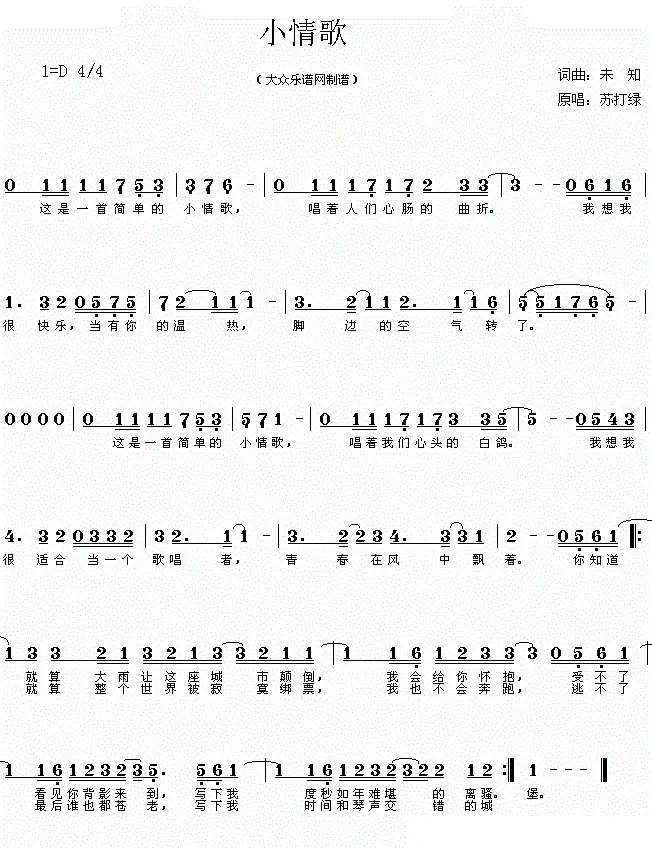 小情歌
1=D 4/4
（大众乐谱网制谱）
词曲：未 知
原唱：苏打绿
0 1 1 1 1 7 5 3 | 3 7 6 - | 0 1 1 1 7 1 7 2 3 3 | 3 - - 0 6 1 6 |
这是一首简单的 小情歌， 唱着人们心肠的 曲折。 我想我
1. 3 2 0 5 7 5 | 7 2 1 1 1 - | 3. 2 1 1 2. 1 1 6 | 5 5 1 7 6 5 - |
很 快乐，当有你 的温 热， 脚 边 的空 气 转 了。
0 0 0 0 | 0 1 1 1 1 7 5 3 | 5 7 1 - | 0 1 1 1 7 1 7 3 3 5 | 5 - - 0 5 4 3 |
这是一首简单的 小情歌， 唱着我们心头的 白鸽。 我想我
4. 3 2 0 3 3 2 | 3 2. 1 1 - | 3. 2 2 3 4. 3 3 1 | 2 - - 0 5 6 1 :
很 适合 当一个 歌唱 者， 青 春 在风 中 飘 着。 你知道
1 3 3 2 1 3 2 1 3 3 2 1 1 | 1 1 6 1 2 3 3 3 0 5 6 1
就算 大雨让这座城 市颠倒， 我会给你怀抱， 受不了
就算 整个世界被寂 寞绑票， 我也不会奔跑， 逃不了
1 1 6 1 2 3 2 3 5. 5 6 1 | 1 1 6 1 2 3 2 2 2 1 2 : 1 - - -
看见你背影来 到，写下我 度秒如年难堪 的 离骚。 堡。
最后谁也都苍 老，写下我 时间和琴声交 错 的城